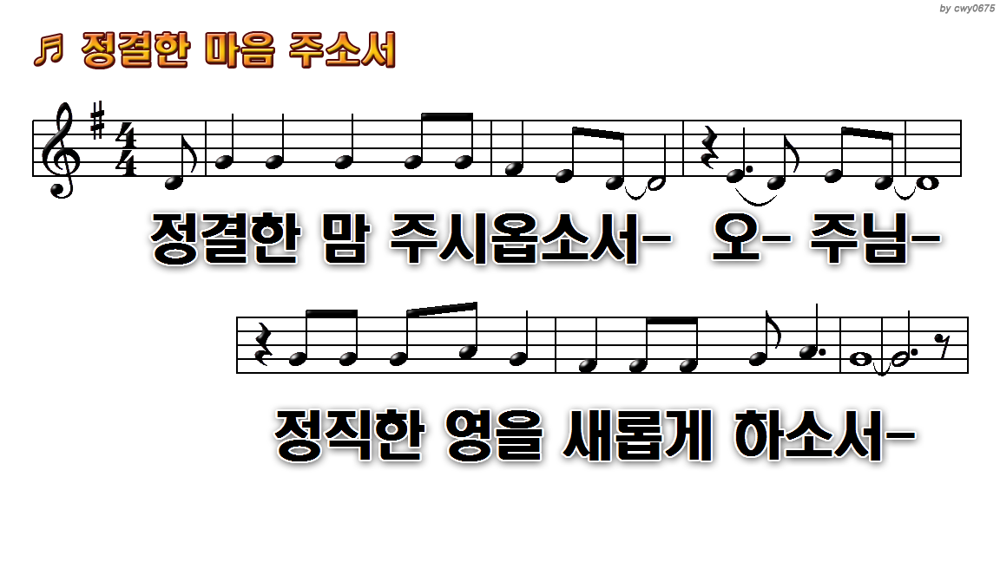 by cwy0675
♬ 정결한 마음 주소서
정결한 맘 주시옵소서- 오- 주님-
정직한 영을 새롭게 하소서-